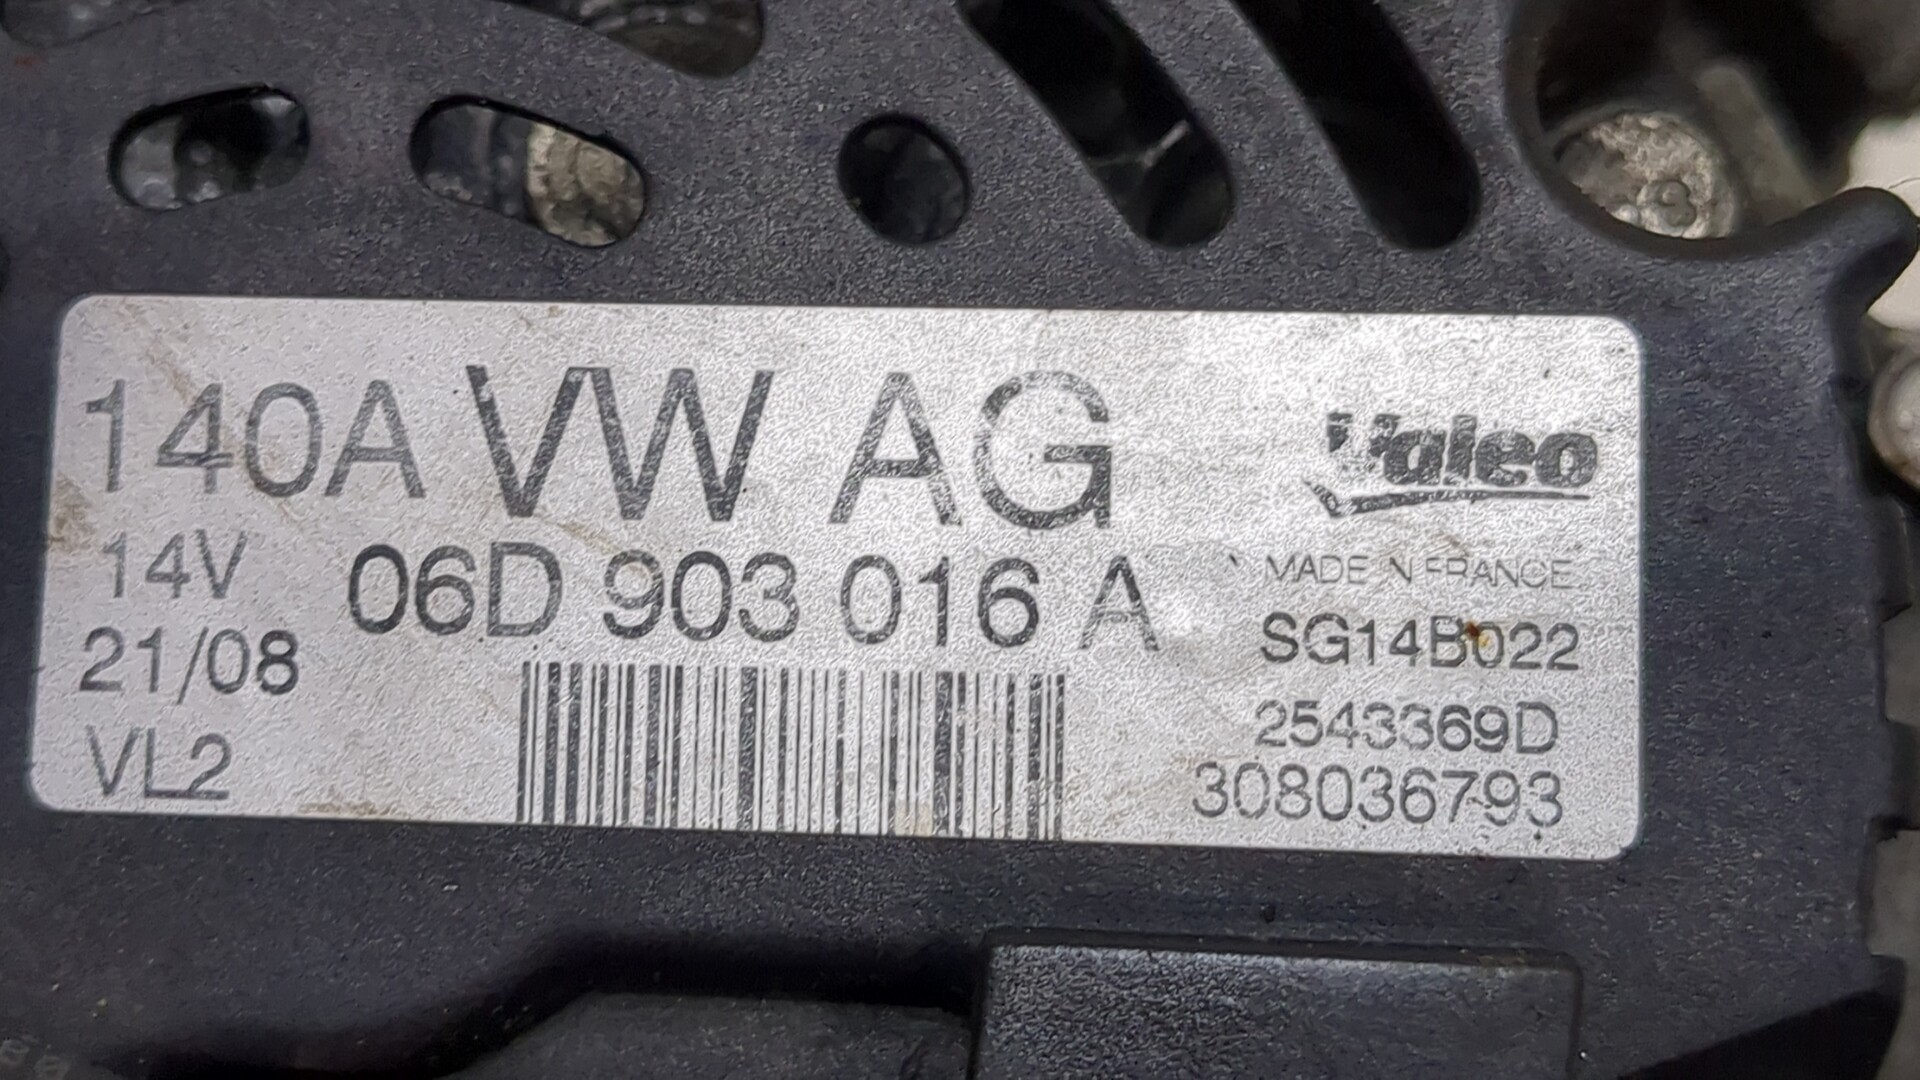 140A VW AG
Valeo
14V
06D 903 016 A
MADE IN FRANCE
21/08
SG14B022
VL2
2543369D
308036793